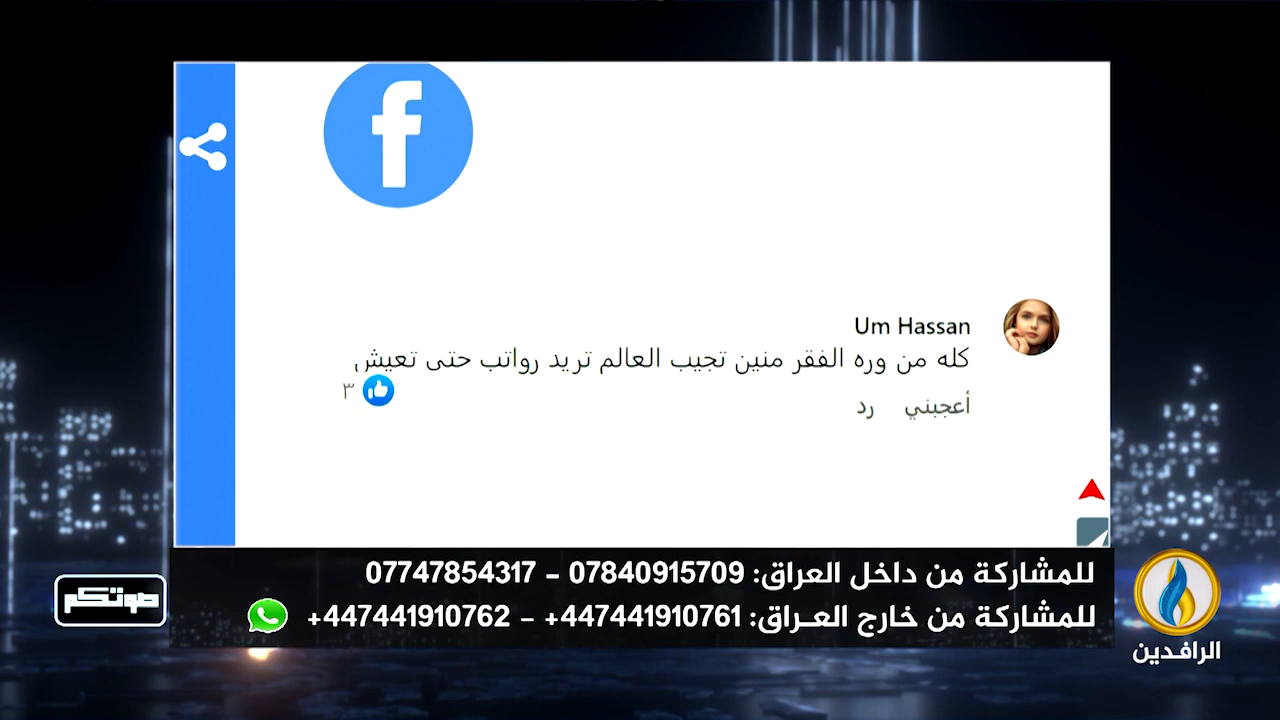 f
Um Hassan
كله من وره الفقر منين تجيب العالم تريد رواتب حتى تعيش
٣
أعجبني رد
للمشاركة من داخل العراق: 07840915709 - 07747854317
للمشاركة من خارج العـراق: 447441910761+ - 447441910762+
صوتكم
الرافدين